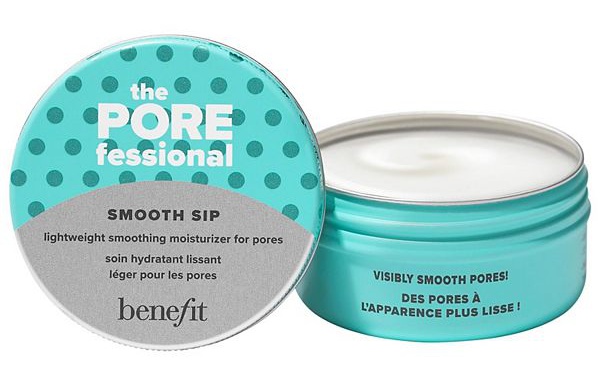 the
PORE
fessional
SMOOTH SIP
lightweight smoothing moisturizer for pores
soin hydratant lissant
léger pour les pores
benefit
VISIBLY SMOOTH PORES!
DES PORES À
L'APPARENCE PLUS LISSE !